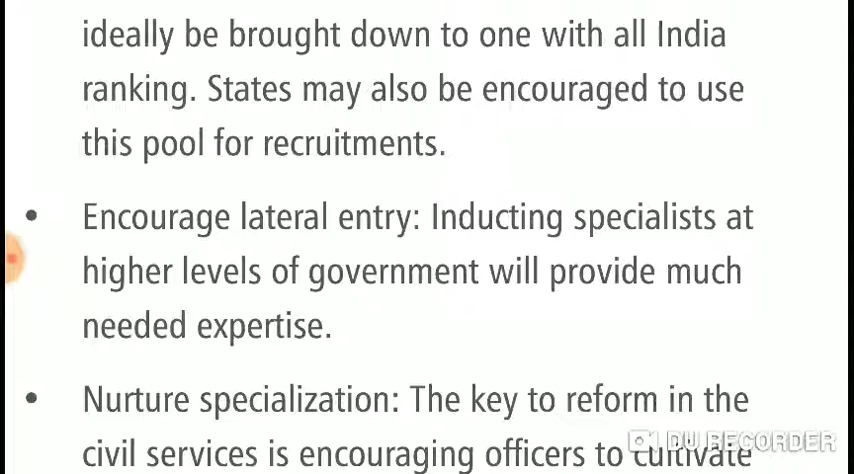 ideally be brought down to one with all India
ranking. States may also be encouraged to use
this pool for recruitments.
• Encourage lateral entry: Inducting specialists at
higher levels of government will provide much
needed expertise.
• Nurture specialization: The key to reform in the
civil services is encouraging officers to cultivate
DU RECORDER